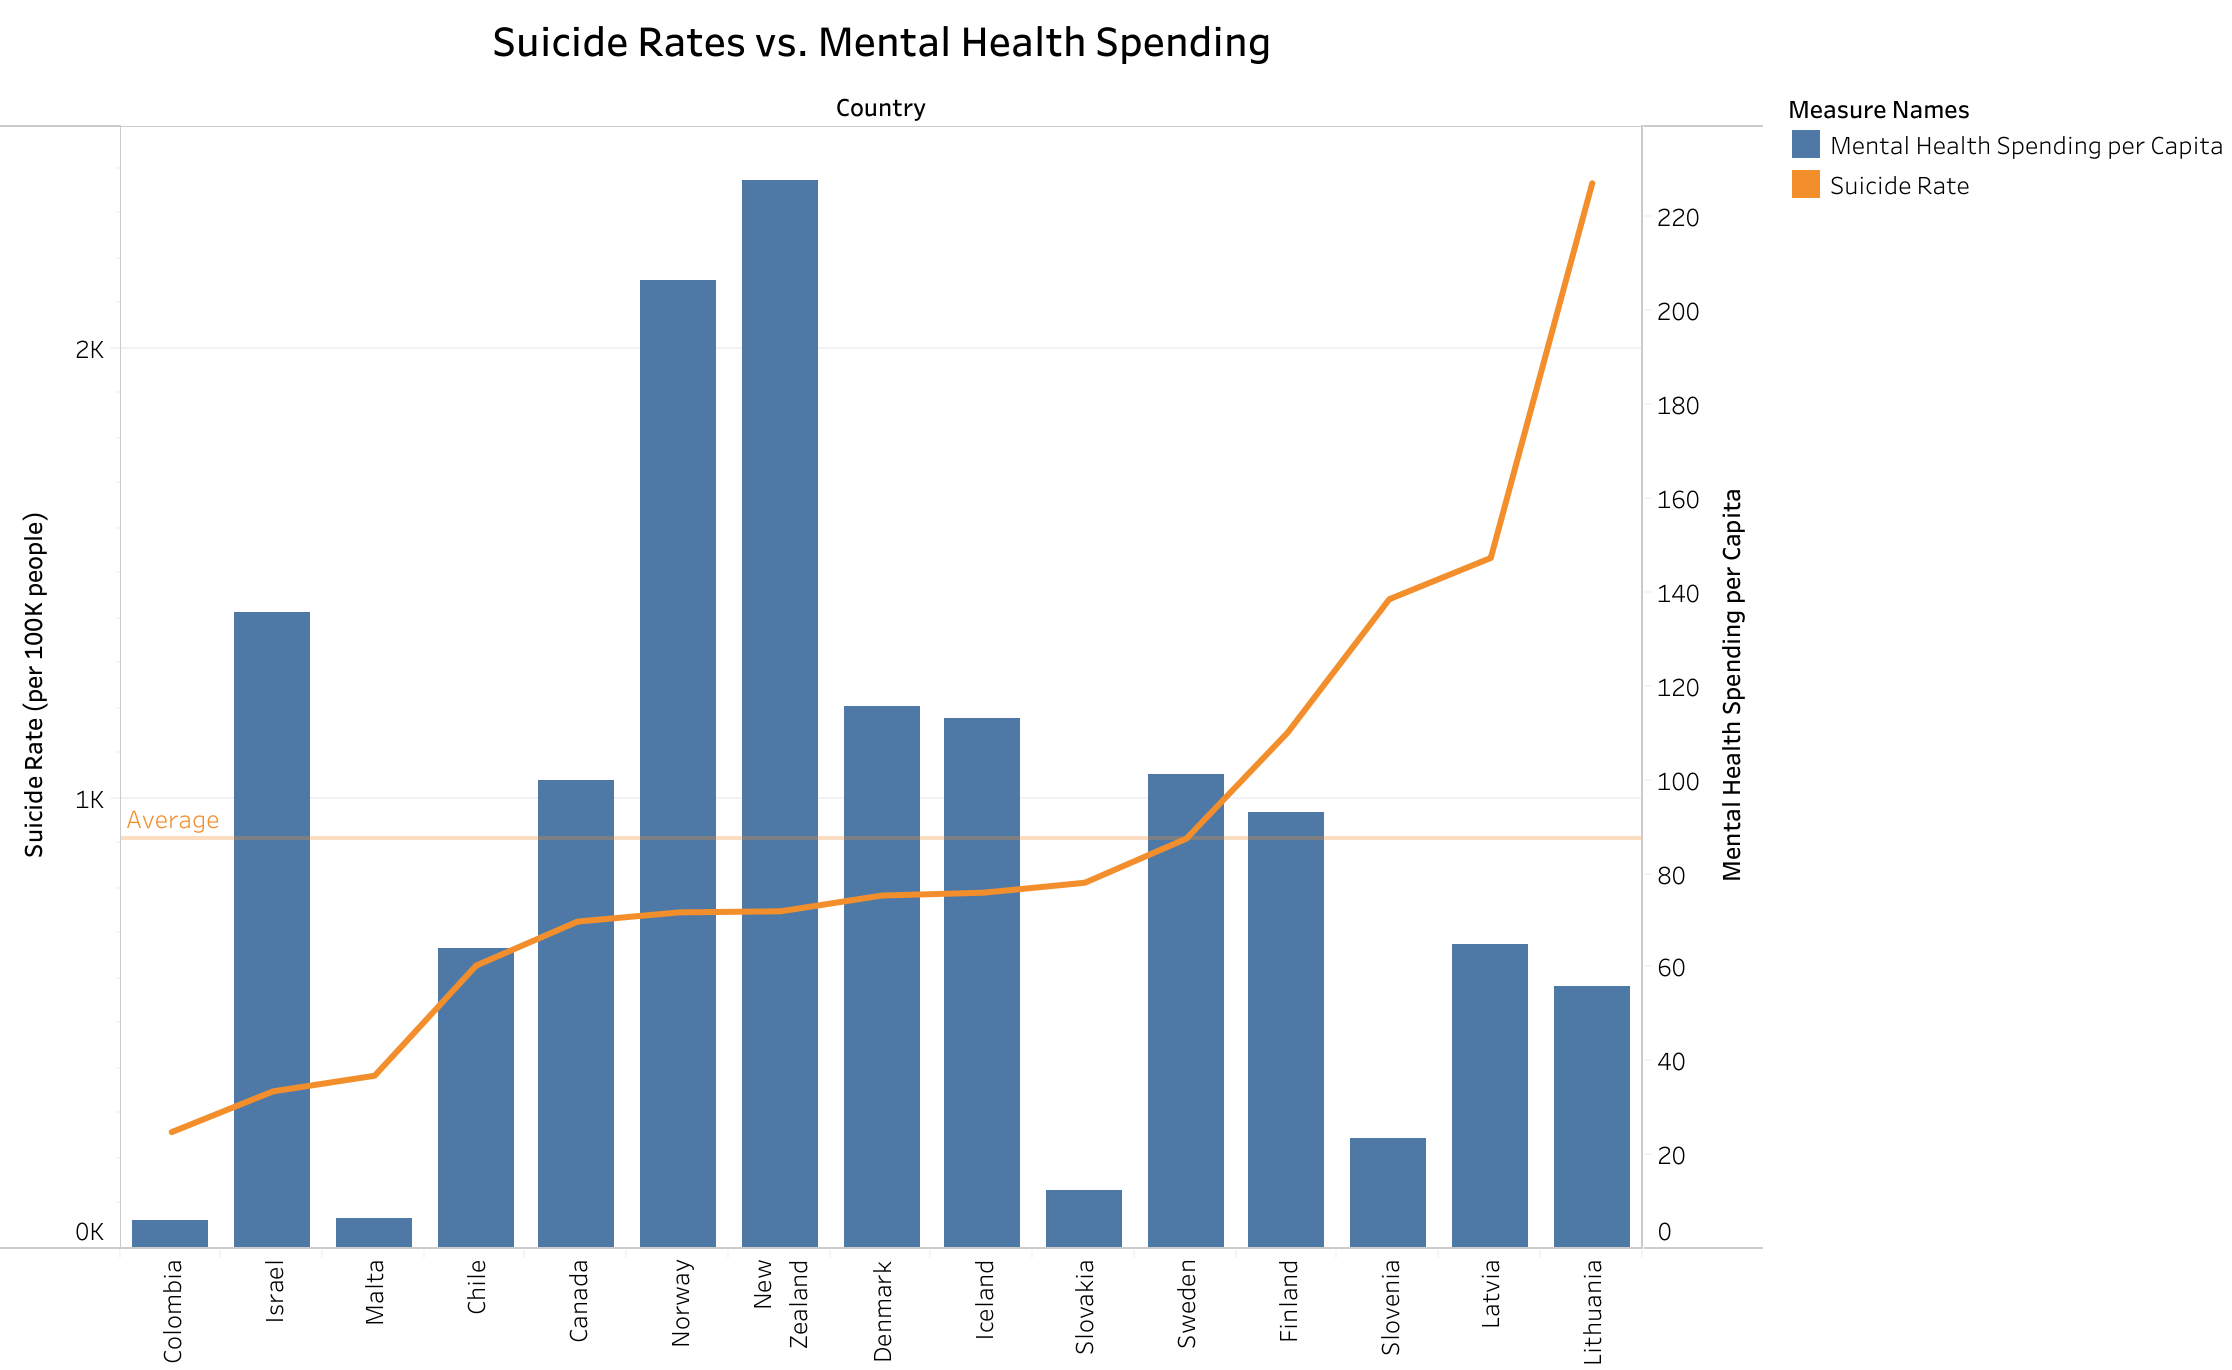 Suicide Rates vs. Mental Health Spending
Country
Measure Names
Mental Health Spending per Capita
Suicide Rate
Suicide Rate (per 100K people)
2K
1K
0K
Average
220
200
180
160
140
120
100
80
60
40
20
0
Mental Health Spending per Capita
Colombia
Israel
Malta
Chile
Canada
Norway
New
Zealand
Denmark
Iceland
Slovakia
Sweden
Finland
Slovenia
Latvia
Lithuania